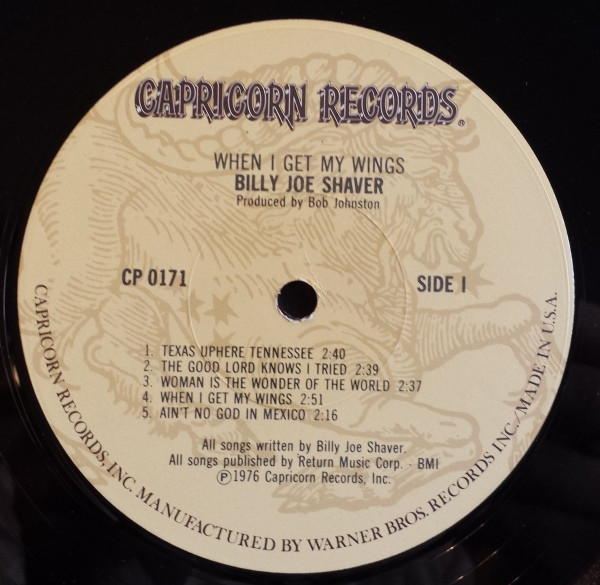 CAPRICORN RECORDS®
WHEN I GET MY WINGS
BILLY JOE SHAVER
Produced by Bob Johnston
CP 0171
SIDE I
1. TEXAS UPHERE TENNESSEE 2:40
2. THE GOOD LORD KNOWS I TRIED 2:39
3. WOMAN IS THE WONDER OF THE WORLD 2:37
4. WHEN I GET MY WINGS 2:51
5. AIN'T NO GOD IN MEXICO 2:16
All songs written by Billy Joe Shaver.
All songs published by Return Music Corp. - BMI
℗1976 Capricorn Records, Inc.
CAPRICORN RECORDS, INC. MANUFACTURED BY WARNER BROS. RECORDS INC./MADE IN U.S.A.